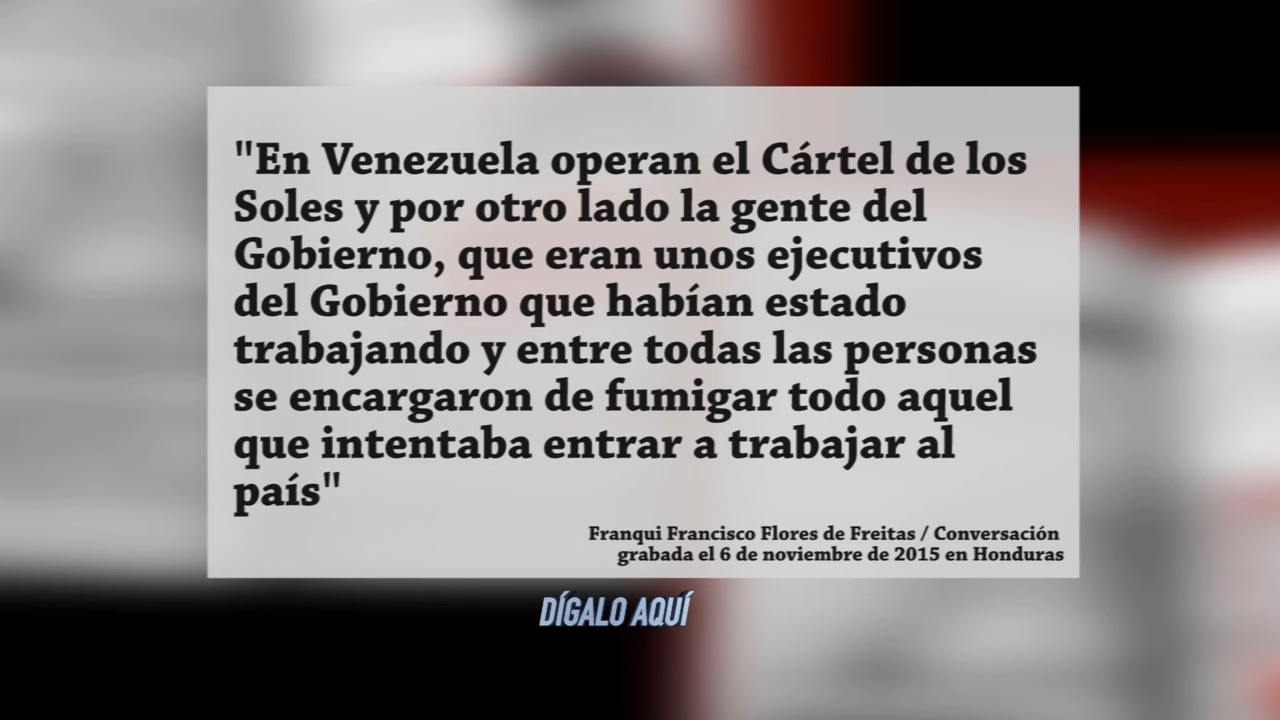 "En Venezuela operan el Cártel de los
Soles y por otro lado la gente del
Gobierno, que eran unos ejecutivos
del Gobierno que habían estado
trabajando y entre todas las personas
se encargaron de fumigar todo aquel
que intentaba entrar a trabajar al
país"
Franqui Francisco Flores de Freitas / Conversación
grabada el 6 de noviembre de 2015 en Honduras
DÍGALO AQUÍ